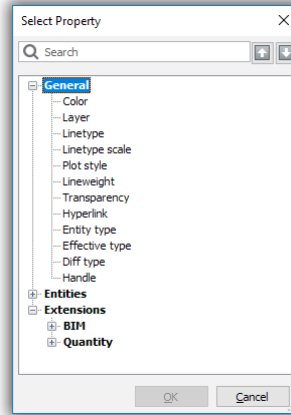 Select Property
Search
General
Color
Layer
Linetype
Linetype scale
Plot style
Lineweight
Transparency
Hyperlink
Entity type
Effective type
Diff type
Handle
Entities
Extensions
BIM
Quantity
OK Cancel